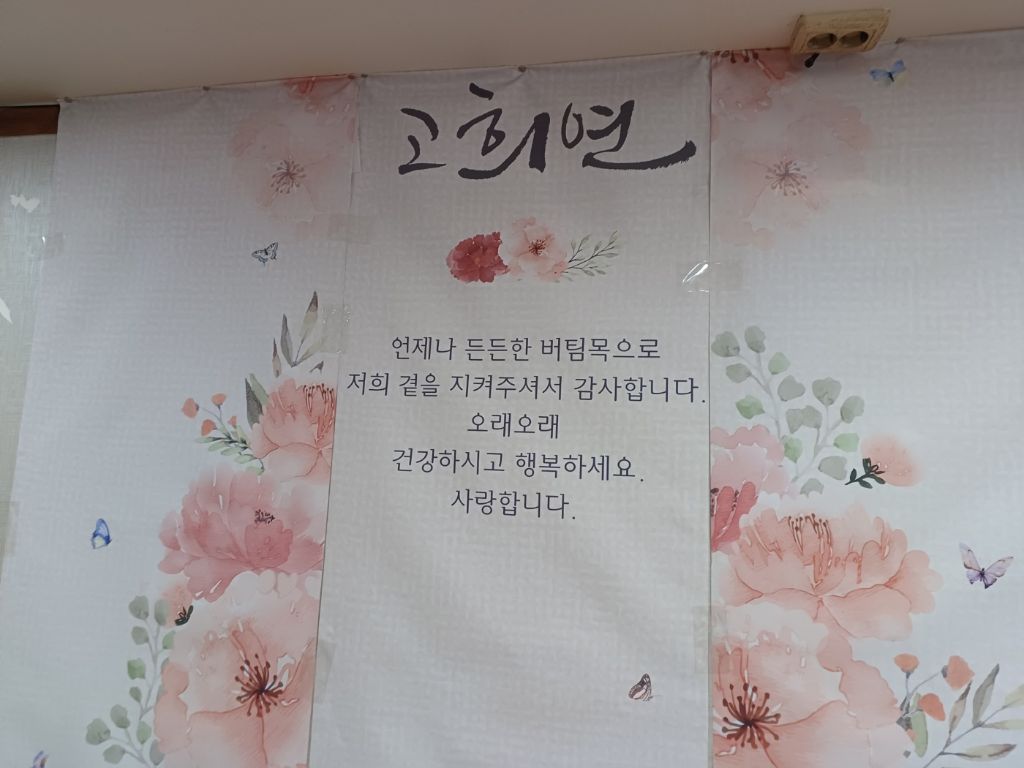 고희연
언제나 든든한 버팀목으로
저희 곁을 지켜주셔서 감사합니다.
오래오래
건강하시고 행복하세요.
사랑합니다.